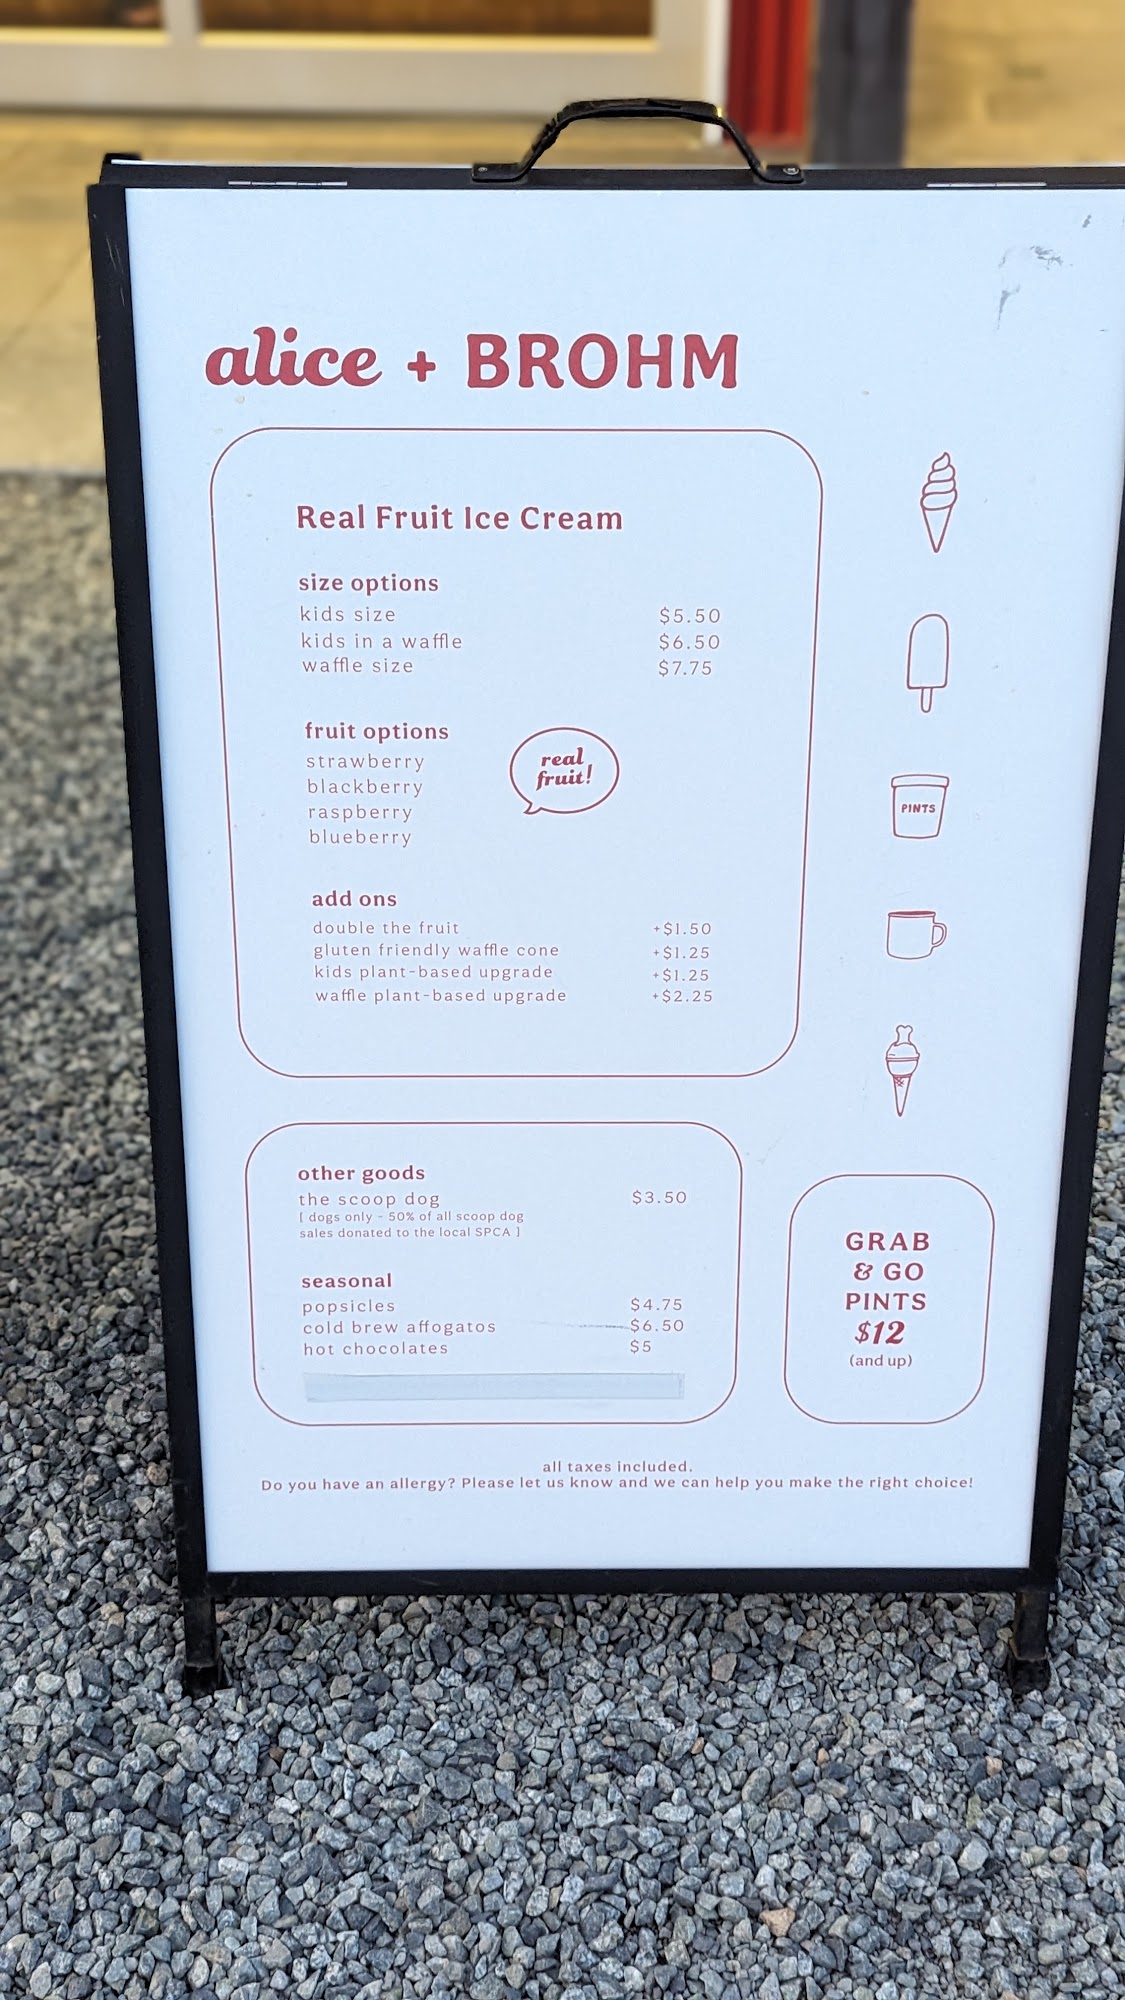 alice + BROHM
Real Fruit Ice Cream
size options
kids size $5.50
kids in a waffle $6.50
waffle size $7.75
fruit options
strawberry
blackberry
raspberry
blueberry
real
fruit!
add ons
double the fruit +$1.50
gluten friendly waffle cone +$1.25
kids plant-based upgrade +$1.25
waffle plant-based upgrade +$2.25
PINTS
other goods
the scoop dog $3.50
[ dogs only - 50% of all scoop dog
sales donated to the local SPCA ]
seasonal
popsicles $4.75
cold brew affogatos $6.50
hot chocolates $5
GRAB
& GO
PINTS
$12
(and up)
all taxes included.
Do you have an allergy? Please let us know and we can help you make the right choice!